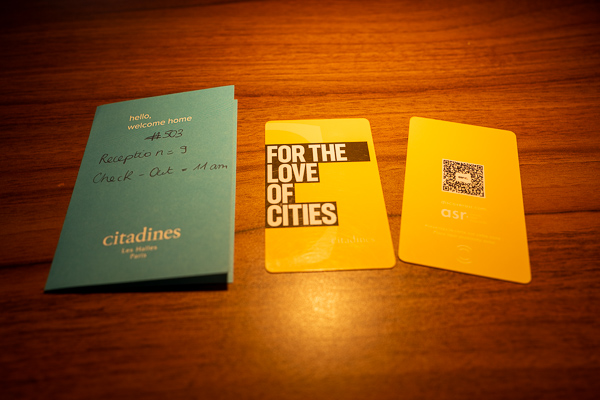 hello,
welcome home
#503
Reception = 9
Check-Out = 11 am
citadines
Les Halles
Paris
FOR THE
LOVE
OF
CITIES
citadines
asr